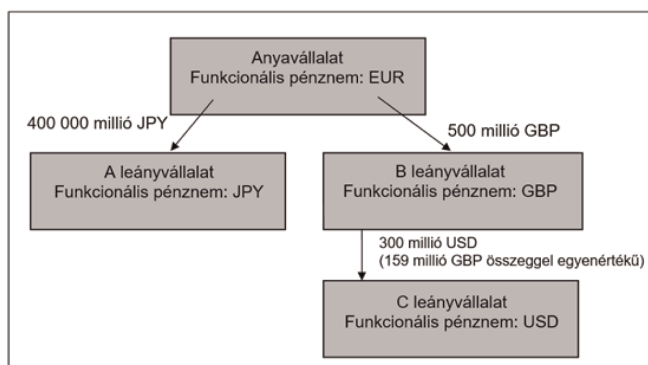 Anyavállalat
Funkcionális pénznem: EUR
400 000 millió JPY
500 millió GBP
A leányvállalat
Funkcionális pénznem: JPY
B leányvállalat
Funkcionális pénznem: GBP
300 millió USD
(159 millió GBP összeggel egyenértékű)
C leányvállalat
Funkcionális pénznem: USD